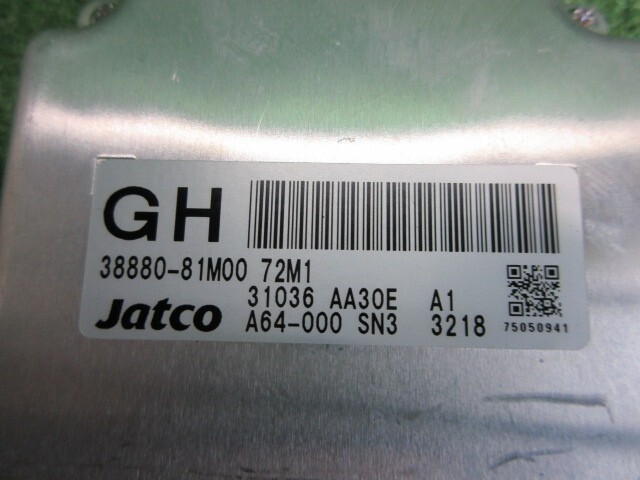 GH
38880-81M00 72M1
31036 AA30E A1
Jatco A64-000 SN3 3218
75050941